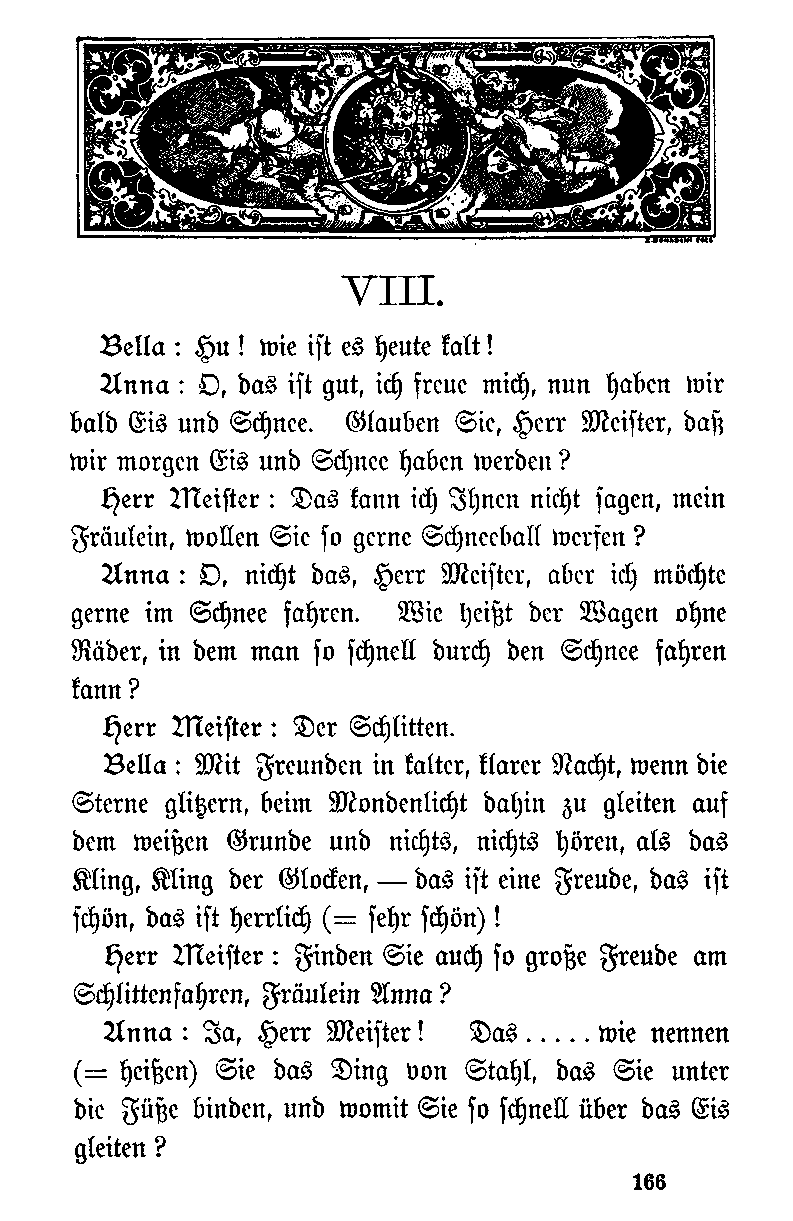 VIII.
Bella : Hu ! wie ist es heute kalt !
Anna : O, das ist gut, ich freue mich, nun haben wir
bald Eis und Schnee. Glauben Sie, Herr Meister, daß
wir morgen Eis und Schnee haben werden ?
Herr Meister : Das kann ich Ihnen nicht sagen, mein
Fräulein, wollen Sie so gerne Schneeball werfen ?
Anna : O, nicht das, Herr Meister, aber ich möchte
gerne im Schnee fahren. Wie heißt der Wagen ohne
Räder, in dem man so schnell durch den Schnee fahren
kann ?
Herr Meister : Der Schlitten.
Bella : Mit Freunden in kalter, klarer Nacht, wenn die
Sterne glitzern, beim Mondenlicht dahin zu gleiten auf
dem weißen Grunde und nichts, nichts hören, als das
Kling, Kling der Glocken, — das ist eine Freude, das ist
schön, das ist herrlich (= sehr schön) !
Herr Meister : Finden Sie auch so große Freude am
Schlittenfahren, Fräulein Anna ?
Anna : Ja, Herr Meister ! Das . . . . . wie nennen
(= heißen) Sie das Ding von Stahl, das Sie unter
die Füße binden, und womit Sie so schnell über das Eis
gleiten ?
166